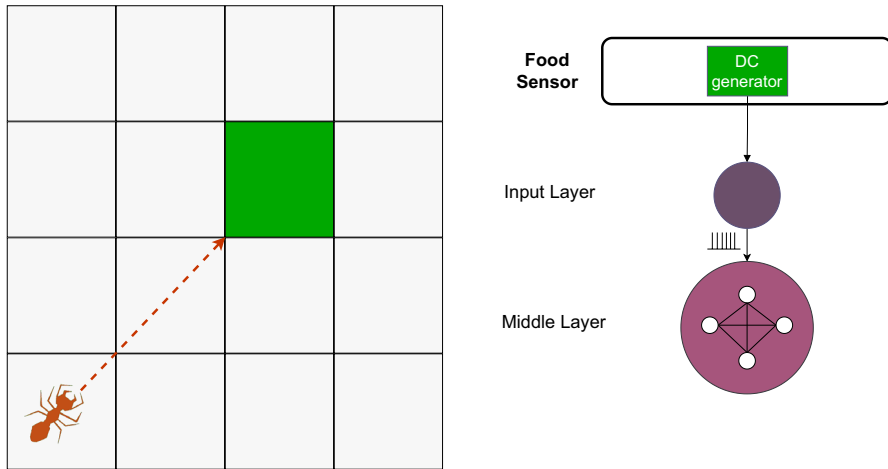 Food
Sensor
DC
generator
Input Layer
Middle Layer